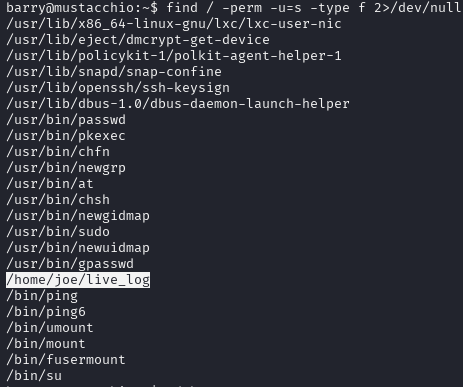 barry@mustacchio:~$ find / -perm -u=s -type f 2>/dev/null
/usr/lib/x86_64-linux-gnu/lxc/lxc-user-nic
/usr/lib/eject/dmcrypt-get-device
/usr/lib/policykit-1/polkit-agent-helper-1
/usr/lib/snapd/snap-confine
/usr/lib/openssh/ssh-keysign
/usr/lib/dbus-1.0/dbus-daemon-launch-helper
/usr/bin/passwd
/usr/bin/pkexec
/usr/bin/chfn
/usr/bin/newgrp
/usr/bin/at
/usr/bin/chsh
/usr/bin/newgidmap
/usr/bin/sudo
/usr/bin/newuidmap
/usr/bin/gpasswd
/home/joe/live_log
/bin/ping
/bin/ping6
/bin/umount
/bin/mount
/bin/fusermount
/bin/su